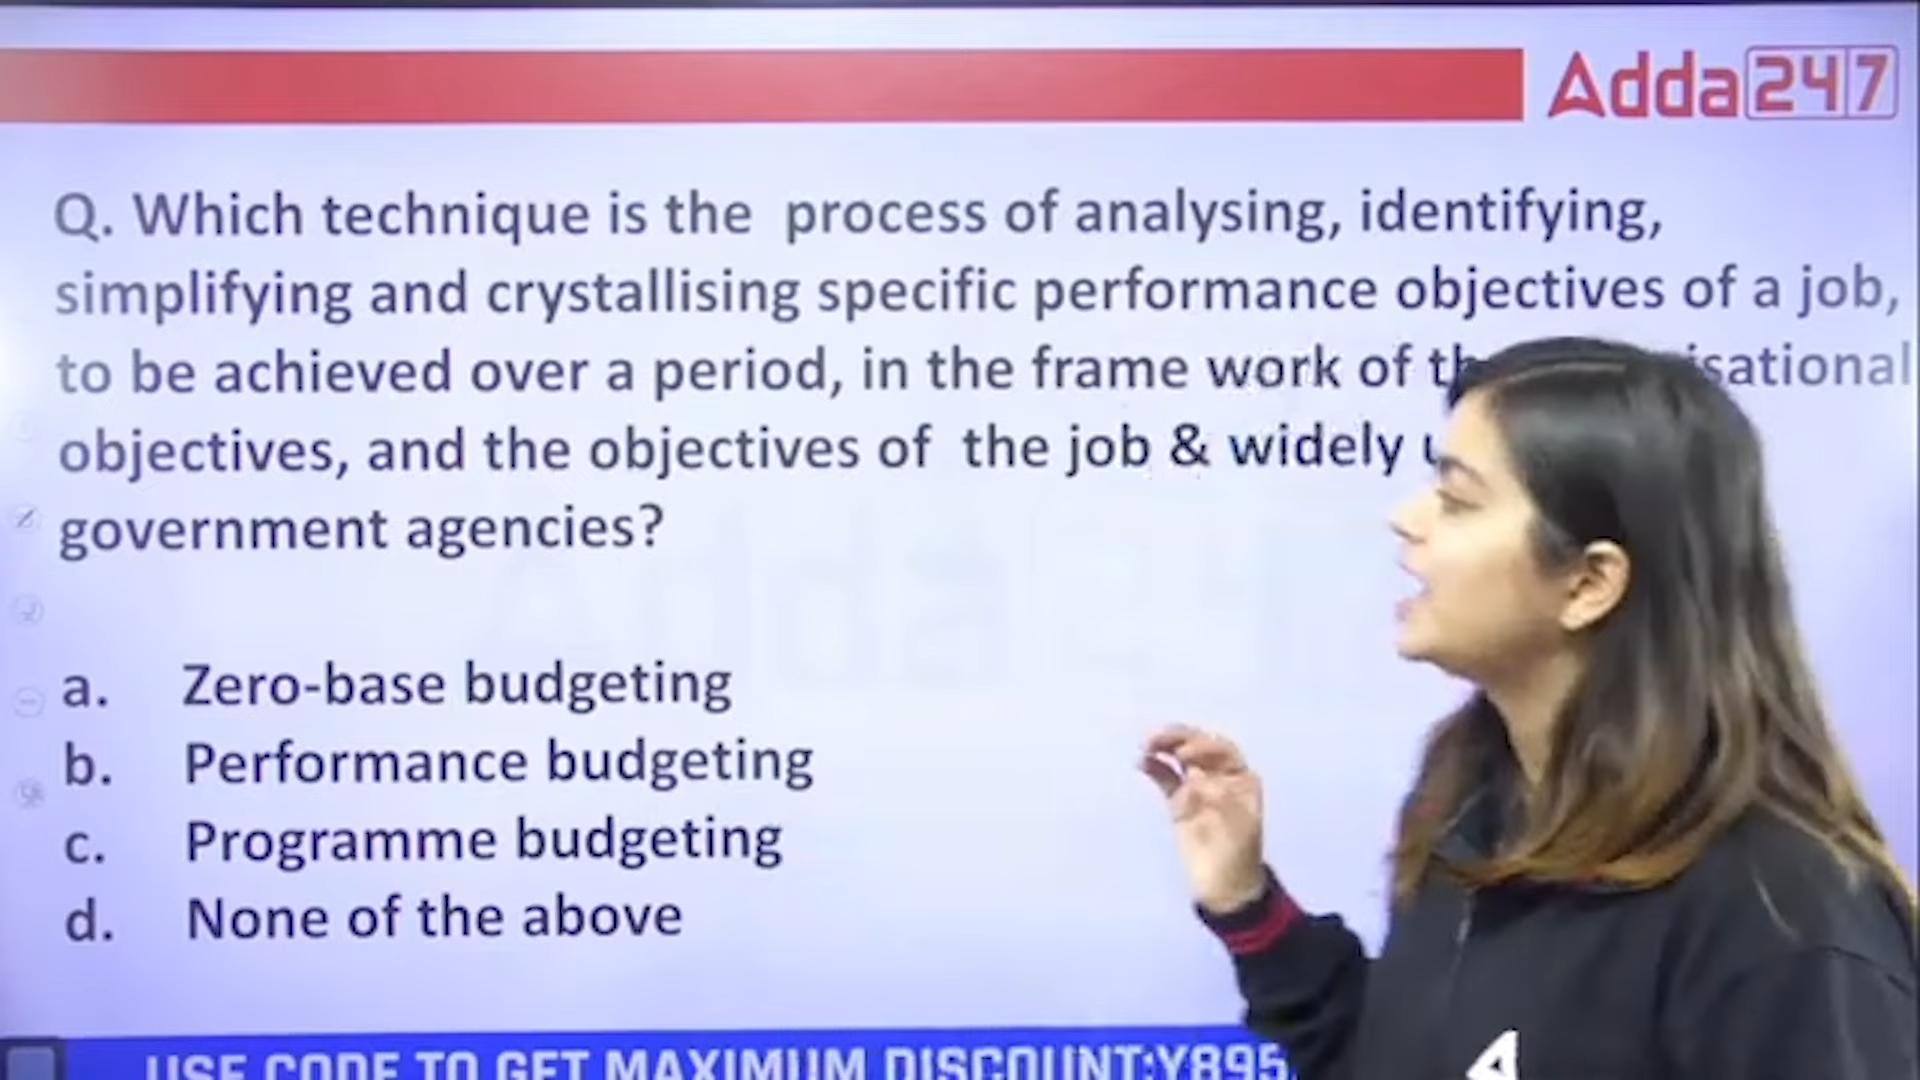 Adda247
Q. Which technique is the process of analysing, identifying,
simplifying and crystallising specific performance objectives of a job,
to be achieved over a period, in the frame work of
objectives, and the objectives of the job & widely
government agencies?
a. Zero-base budgeting
b. Performance budgeting
c. Programme budgeting
d. None of the above
USE CODE TO GET MAXIMUM DISCOUNT:Y895